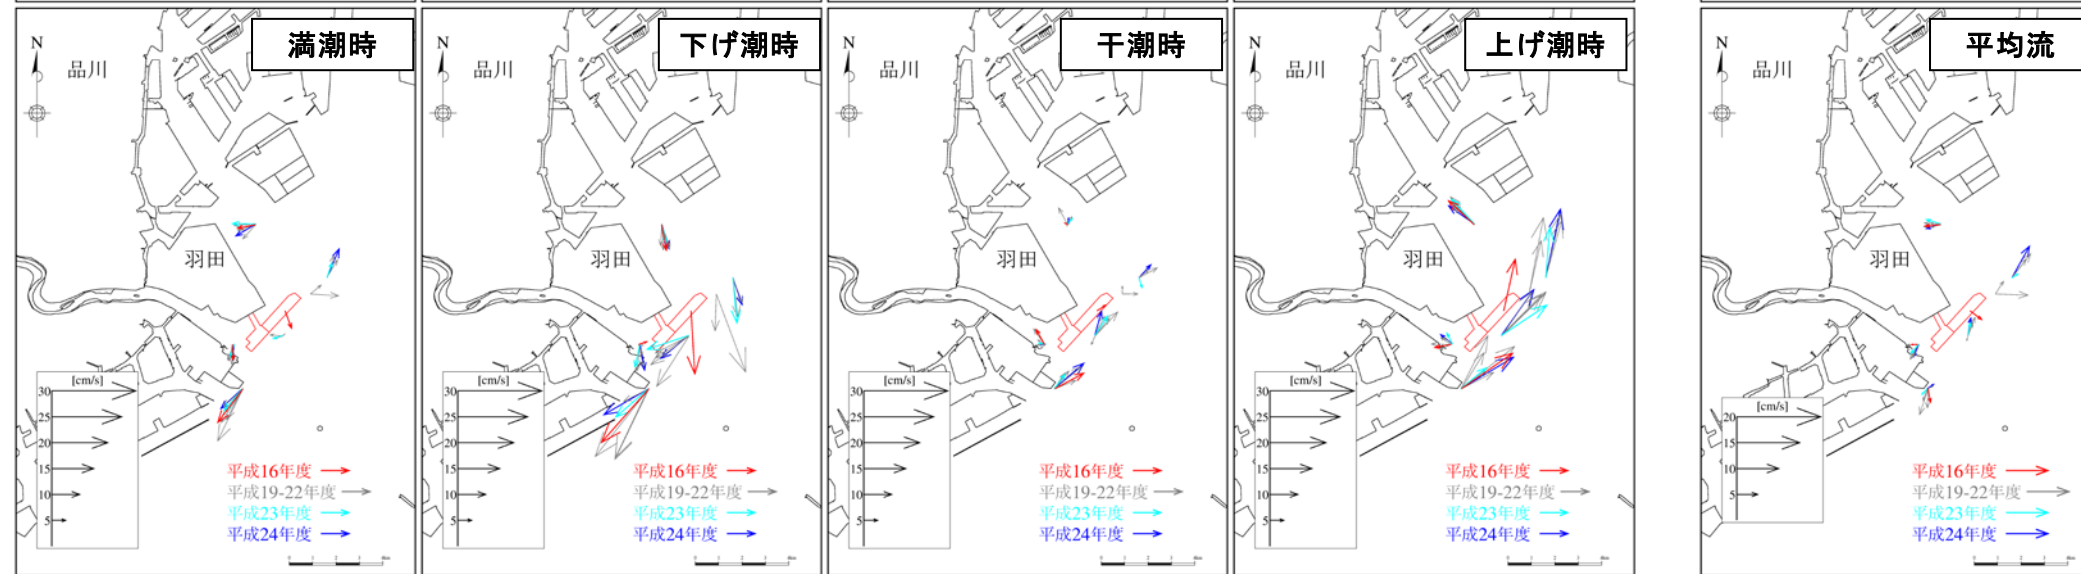 満潮時
N
品川
羽田
[cm/s]
30
25
20
15
10
5
平成16年度
平成19-22年度
平成23年度
平成24年度
下げ潮時
N
品川
羽田
[cm/s]
30
25
20
15
10
5
平成16年度
平成19-22年度
平成23年度
平成24年度
干潮時
N
品川
羽田
[cm/s]
30
25
20
15
10
5
平成16年度
平成19-22年度
平成23年度
平成24年度
上げ潮時
N
品川
羽田
[cm/s]
30
25
20
15
10
5
平成16年度
平成19-22年度
平成23年度
平成24年度
平均流
N
品川
羽田
[cm/s]
20
15
10
5
平成16年度
平成19-22年度
平成23年度
平成24年度